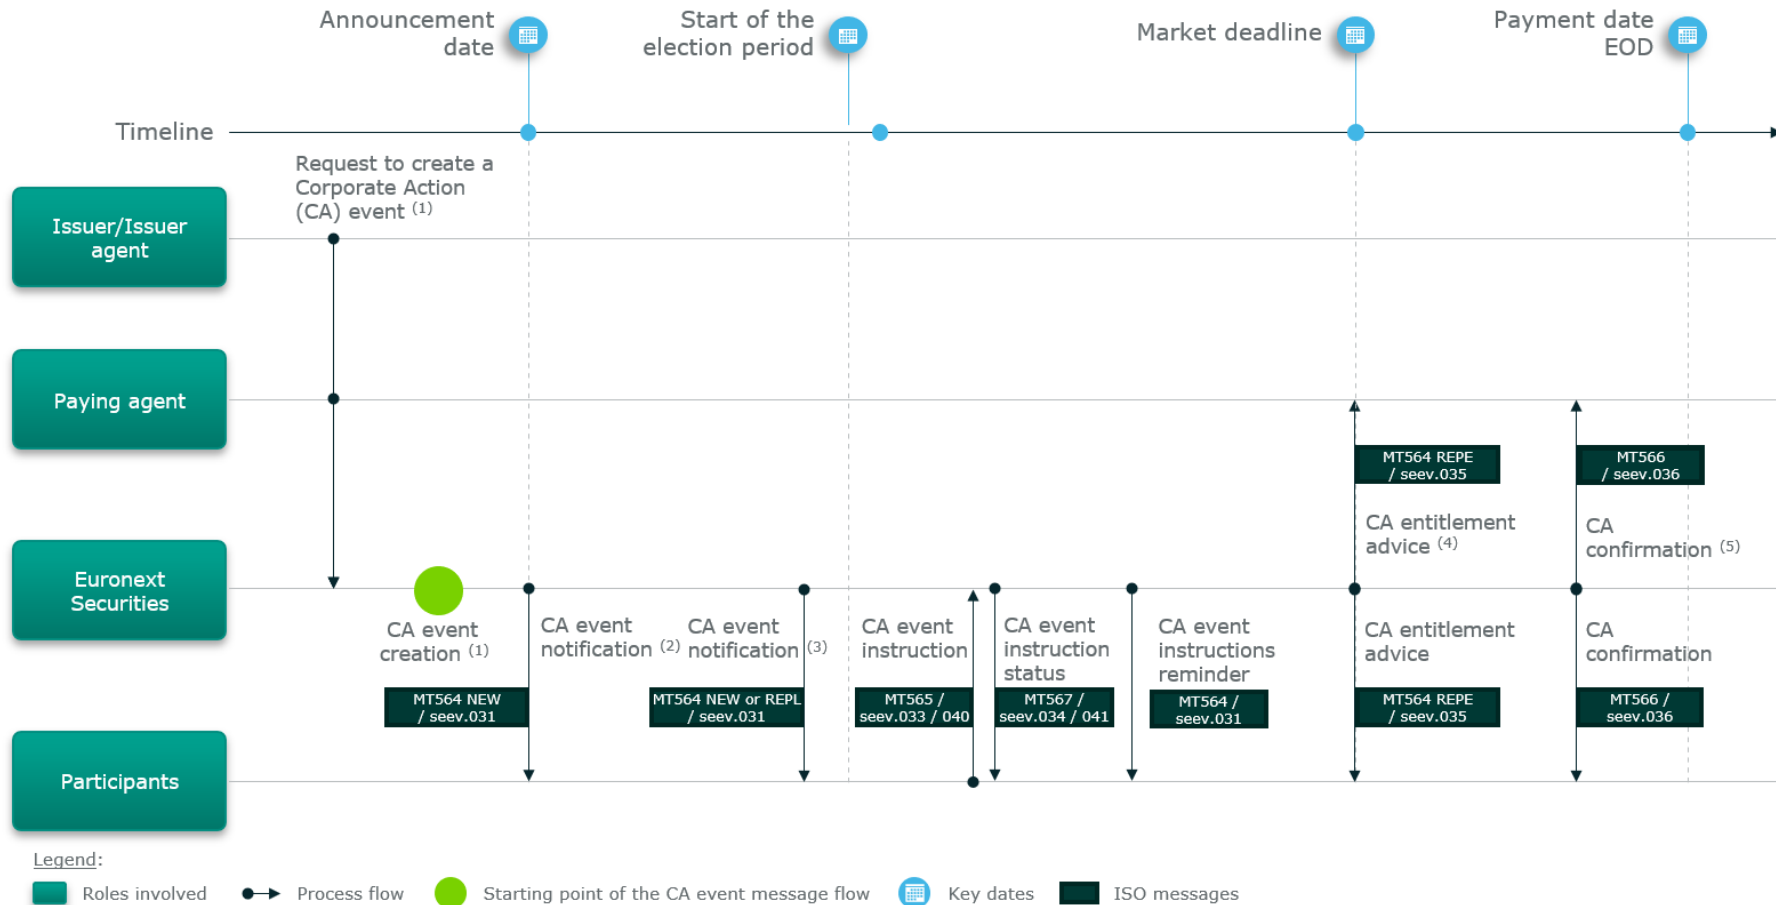 Announcement
date
Start of the
election period
Market deadline
Payment date
EOD
Timeline
Request to create a
Corporate Action
(CA) event (1)
Issuer/Issuer
agent
Paying agent
MT564 REPE
/ seev.035
MT566
/ seev.036
CA entitlement
advice (4)
CA
confirmation (5)
Euronext
Securities
CA event
creation (1)
CA event
notification (2)
CA event
notification (3)
CA event
instruction
CA event
instruction
status
CA event
instructions
reminder
CA entitlement
advice
CA
confirmation
MT564 NEW
/ seev.031
MT564 NEW or REPL
/ seev.031
MT565 /
seev.033 / 040
MT567 /
seev.034 / 041
MT564 /
seev.031
MT564 REPE
/ seev.035
MT566 /
seev.036
Participants
Legend:
Roles involved
Process flow
Starting point of the CA event message flow
Key dates
ISO messages